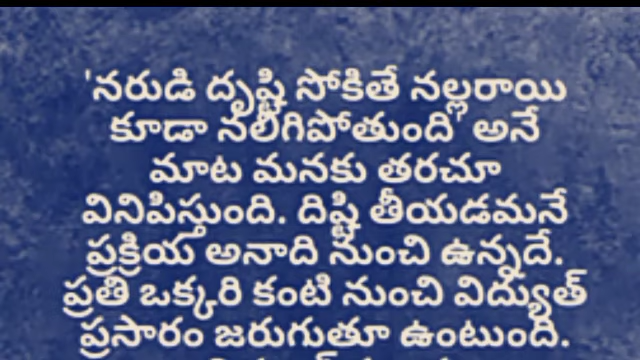 'నరుడి దృష్టి సోకితే నల్లరాయి
కూడా నలిగిపోతుంది' అనే
మాట మనకు తరచూ
వినిపిస్తుంది. దిష్టి తీయడమనే
ప్రక్రియ అనాది నుంచి ఉన్నదే.
ప్రతి ఒక్కరి కంటి నుంచి విద్యుత్
ప్రసారం జరుగుతూ ఉంటుంది.